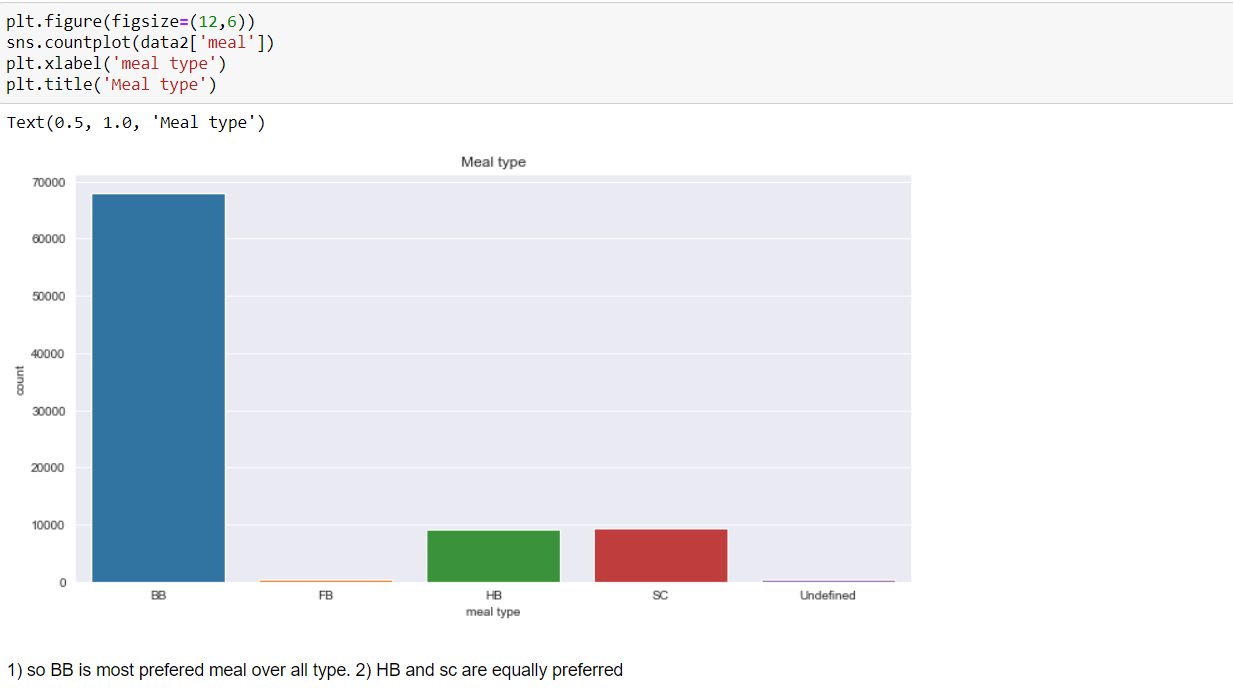 plt.figure(figsize=(12,6))
sns.countplot(data2['meal'])
plt.xlabel('meal type')
plt.title('Meal type')
Text(0.5, 1.0, 'Meal type')
Meal type
70000
60000
50000
40000
30000
20000
10000
0
count
BB FB HB SC Undefined
meal type
1) so BB is most prefered meal over all type. 2) HB and sc are equally preferred